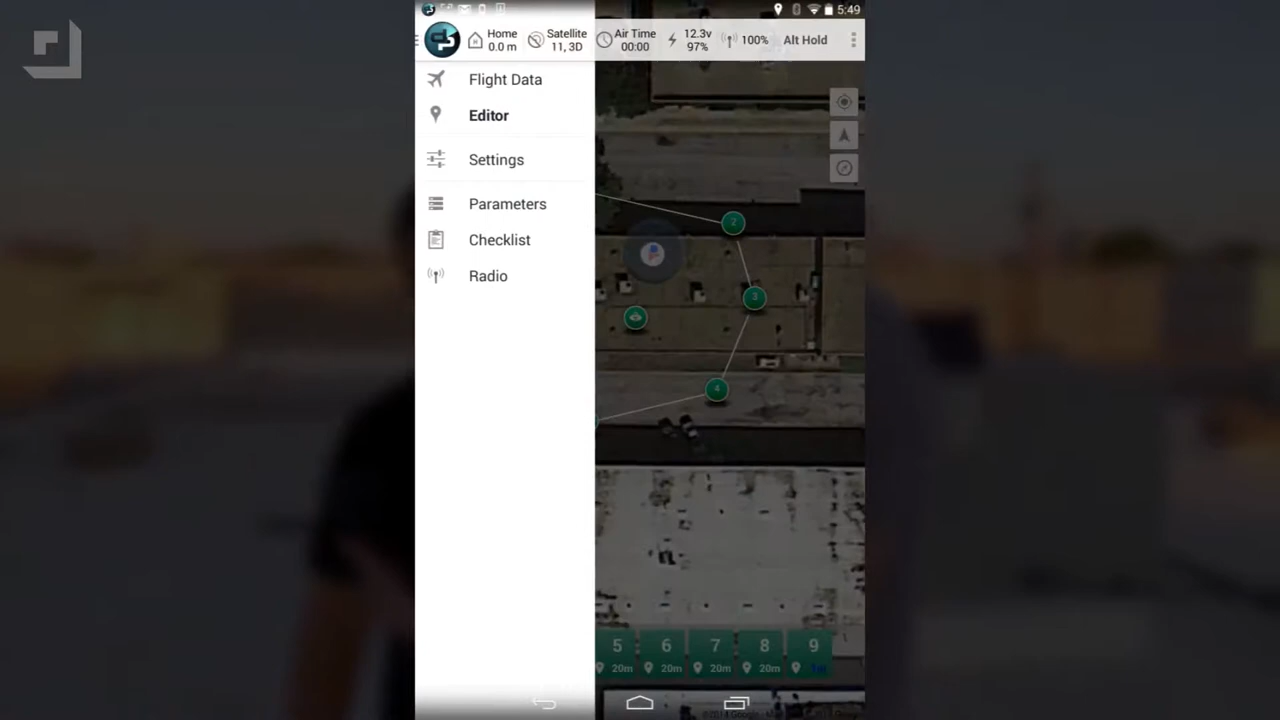 5:49
Home
0.0 m
Satellite
11, 3D
Air Time
00:00
12.3v
97%
100%
Alt Hold
Flight Data
Editor
Settings
Parameters
Checklist
Radio
2
3
4
5
6
7
8
9
20m
20m
20m
20m